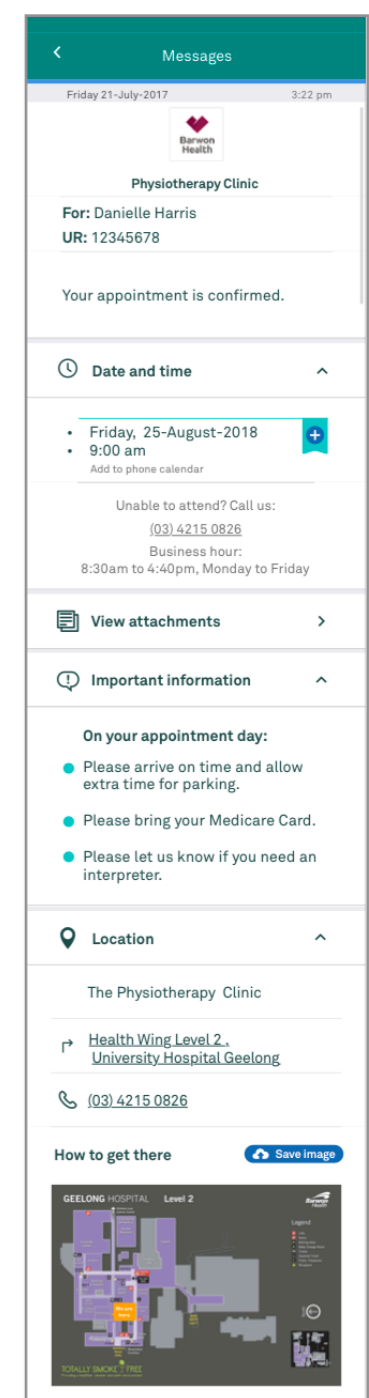 Messages
Friday 21-July-2017 3:22 pm
Barwon
Health
Physiotherapy Clinic
For: Danielle Harris
UR: 12345678
Your appointment is confirmed.
Date and time
• Friday, 25-August-2018
• 9:00 am
Add to phone calendar
Unable to attend? Call us:
(03) 4215 0826
Business hour:
8:30am to 4:40pm, Monday to Friday
View attachments
Important information
On your appointment day:
Please arrive on time and allow
extra time for parking.
Please bring your Medicare Card.
Please let us know if you need an
interpreter.
Location
The Physiotherapy Clinic
Health Wing Level 2 ,
University Hospital Geelong
(03) 4215 0826
How to get there Save image
GEELONG HOSPITAL Level 2
Barwon
Health
Legend
You are
here
TOTALLY SMOKE FREE